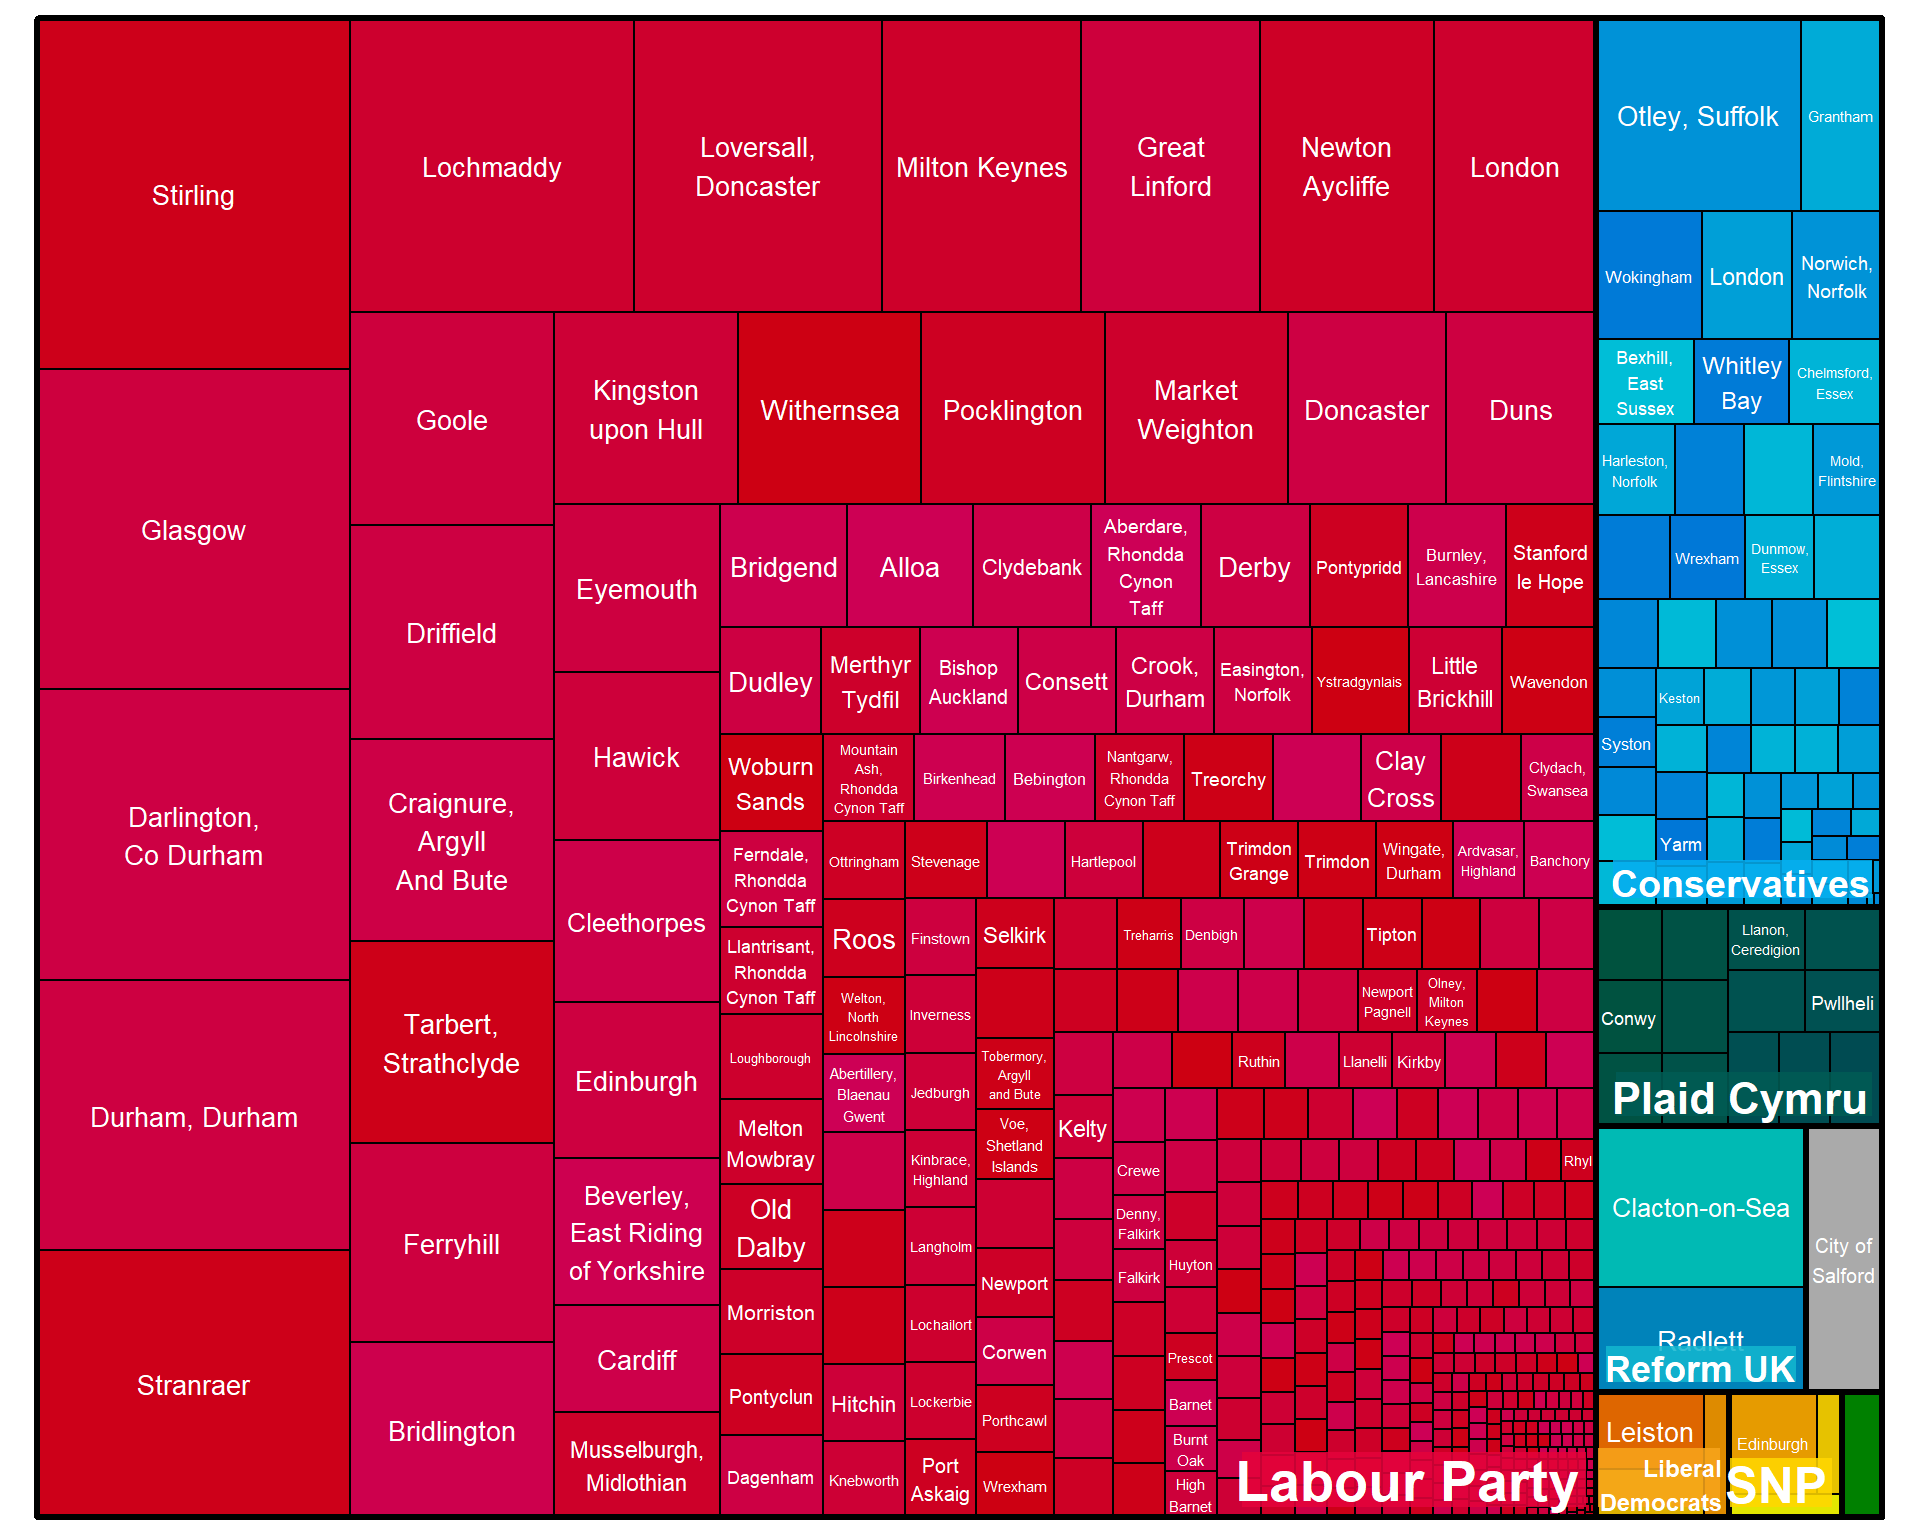 Stirling
Glasgow
Darlington,
Co Durham
Durham, Durham
Stranraer
Lochmaddy
Loversall,
Doncaster
Milton Keynes
Great
Linford
Newton
Aycliffe
London
Goole
Driffield
Craignure,
Argyll
And Bute
Tarbert,
Strathclyde
Ferryhill
Bridlington
Kingston
upon Hull
Withernsea
Pocklington
Market
Weighton
Doncaster
Duns
Eyemouth
Hawick
Cleethorpes
Edinburgh
Beverley,
East Riding
of Yorkshire
Cardiff
Musselburgh,
Midlothian
Bridgend
Alloa
Clydebank
Aberdare,
Rhondda
Cynon
Taff
Derby
Pontypridd
Burnley,
Lancashire
Stanford
le Hope
Dudley
Merthyr
Tydfil
Bishop
Auckland
Consett
Crook,
Durham
Easington,
Norfolk
Ystradgynlais
Little
Brickhill
Wavendon
Woburn
Sands
Ferndale,
Rhondda
Cynon Taff
Llantrisant,
Rhondda
Cynon Taff
Loughborough
Melton
Mowbray
Old
Dalby
Morriston
Pontyclun
Dagenham
Mountain
Ash,
Rhondda
Cynon Taff
Birkenhead
Bebington
Nantgarw,
Rhondda
Cynon Taff
Treorchy
Clay
Cross
Clydach,
Swansea
Ottringham
Roos
Welton,
North
Lincolnshire
Abertillery,
Blaenau
Gwent
Hitchin
Knebworth
Stevenage
Hartlepool
Trimdon
Grange
Trimdon
Wingate,
Durham
Ardvasar,
Highland
Banchory
Finstown
Inverness
Jedburgh
Kinbrace,
Highland
Langholm
Lochailort
Lockerbie
Port
Askaig
Selkirk
Tobermory,
Argyll
and Bute
Voe,
Shetland
Islands
Newport
Corwen
Porthcawl
Wrexham
Treharris
Denbigh
Tipton
Newport
Pagnell
Olney,
Milton
Keynes
Kelty
Ruthin
Llanelli
Kirkby
Crewe
Denny,
Falkirk
Falkirk
Huyton
Prescot
Barnet
Burnt
Oak
High
Barnet
Rhyl
Labour Party
Otley, Suffolk
Grantham
Wokingham
London
Norwich,
Norfolk
Bexhill,
East
Sussex
Whitley
Bay
Chelmsford,
Essex
Harleston,
Norfolk
Mold,
Flintshire
Wrexham
Dunmow,
Essex
Keston
Syston
Yarm
Conservatives
Llanon,
Ceredigion
Conwy
Pwllheli
Plaid Cymru
Clacton-on-Sea
Radlett
Reform UK
City of
Salford
Leiston
Liberal
Democrats
Edinburgh
SNP